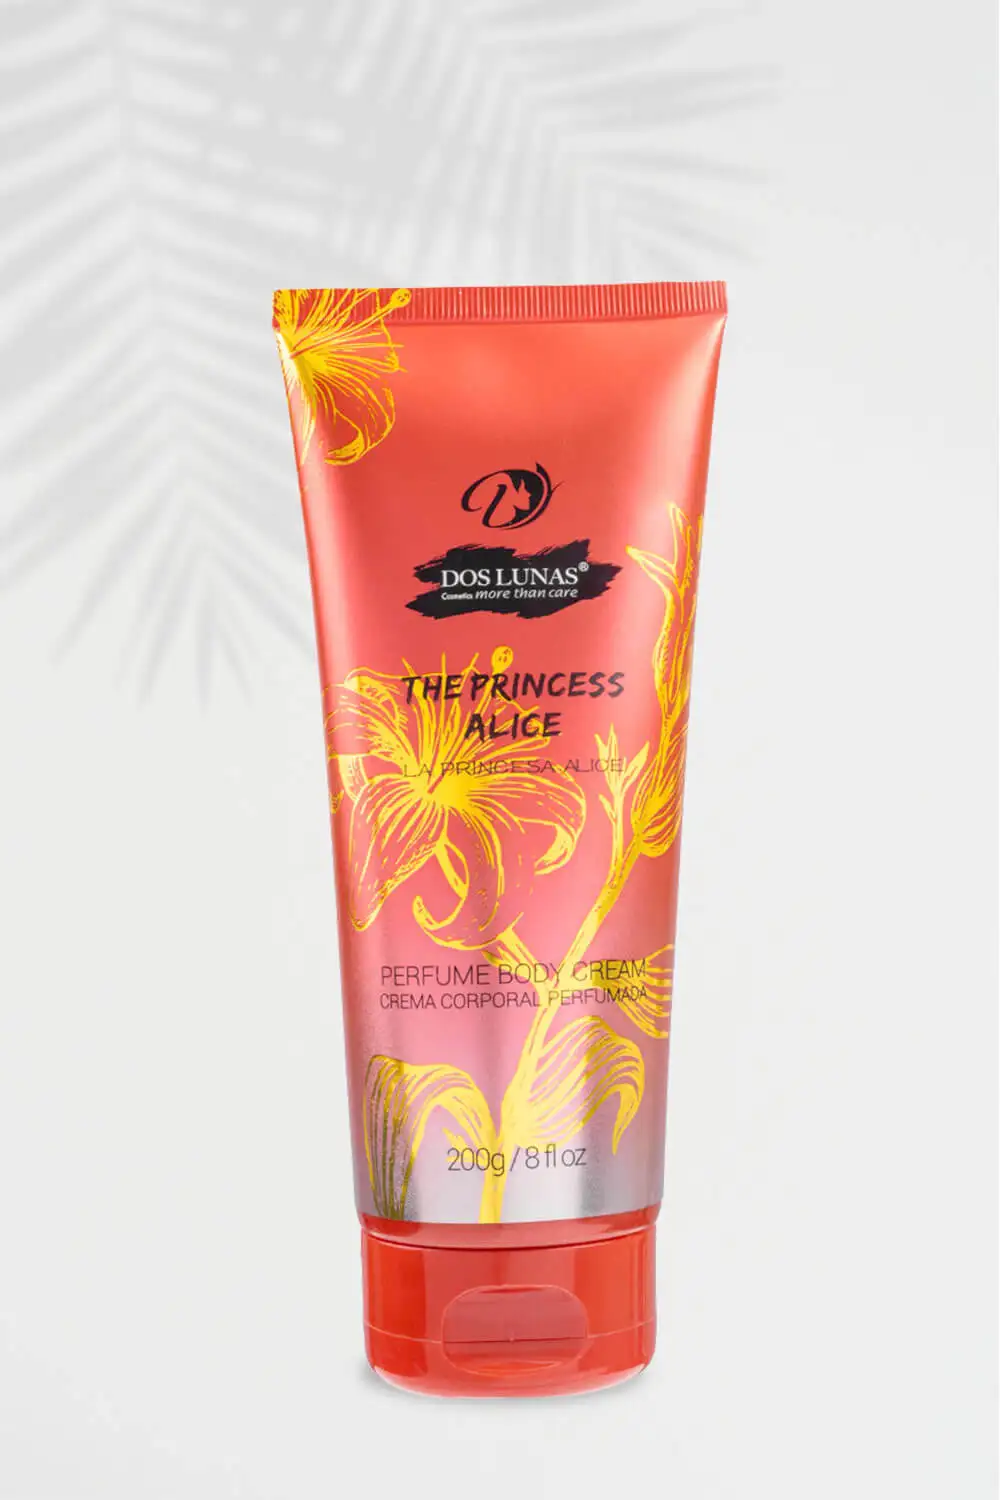 DOS LUNAS®
Cosmetics more than care
THE PRINCESS
ALICE
LA PRINCESA ALICE
PERFUME BODY CREAM
CREMA CORPORAL PERFUMADA
200g/8 fl oz